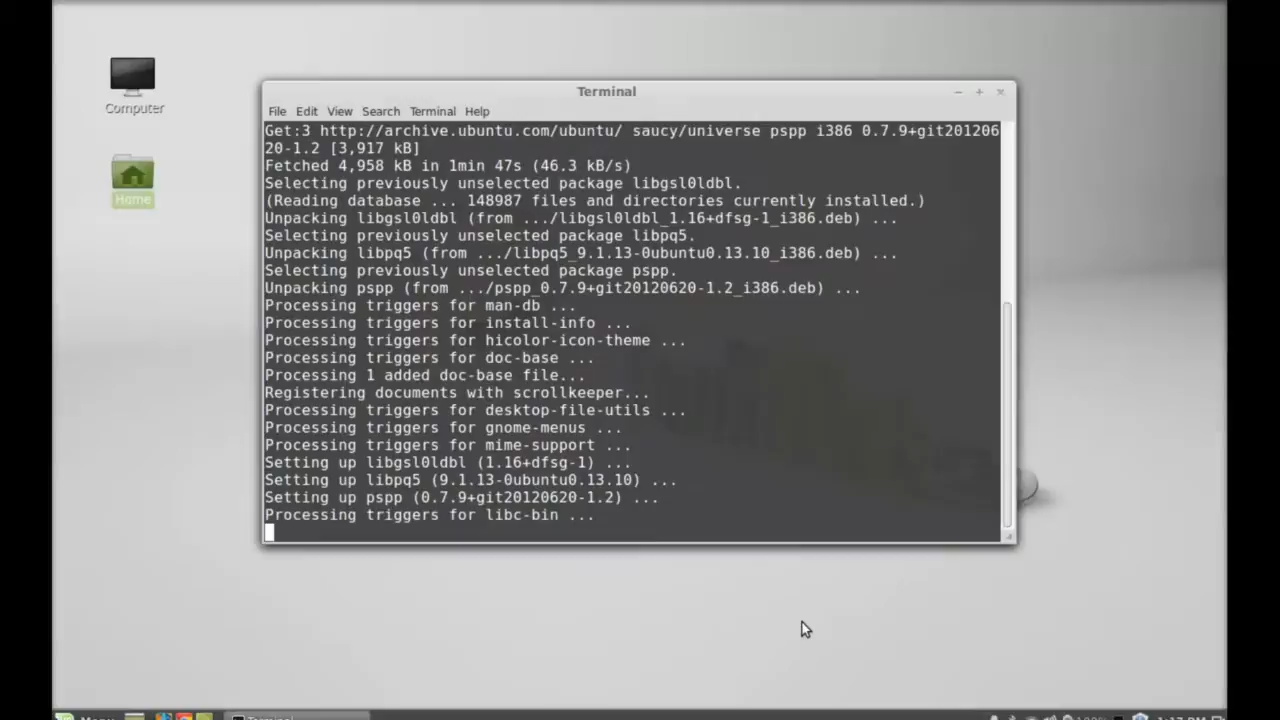 Computer
Home
Terminal
File Edit View Search Terminal Help
Get:3 http://archive.ubuntu.com/ubuntu/ saucy/universe pspp i386 0.7.9+git201206
20-1.2 [3,917 kB]
Fetched 4,958 kB in 1min 47s (46.3 kB/s)
Selecting previously unselected package libgsl0ldbl.
(Reading database ... 148987 files and directories currently installed.)
Unpacking libgsl0ldbl (from .../libgsl0ldbl_1.16+dfsg-1_i386.deb) ...
Selecting previously unselected package libpq5.
Unpacking libpq5 (from .../libpq5_9.1.13-0ubuntu0.13.10_i386.deb) ...
Selecting previously unselected package pspp.
Unpacking pspp (from .../pspp_0.7.9+git20120620-1.2_i386.deb) ...
Processing triggers for man-db ...
Processing triggers for install-info ...
Processing triggers for hicolor-icon-theme ...
Processing triggers for doc-base ...
Processing 1 added doc-base file...
Registering documents with scrollkeeper...
Processing triggers for desktop-file-utils ...
Processing triggers for gnome-menus ...
Processing triggers for mime-support ...
Setting up libgsl0ldbl (1.16+dfsg-1) ...
Setting up libpq5 (9.1.13-0ubuntu0.13.10) ...
Setting up pspp (0.7.9+git20120620-1.2) ...
Processing triggers for libc-bin ...
Menu Terminal